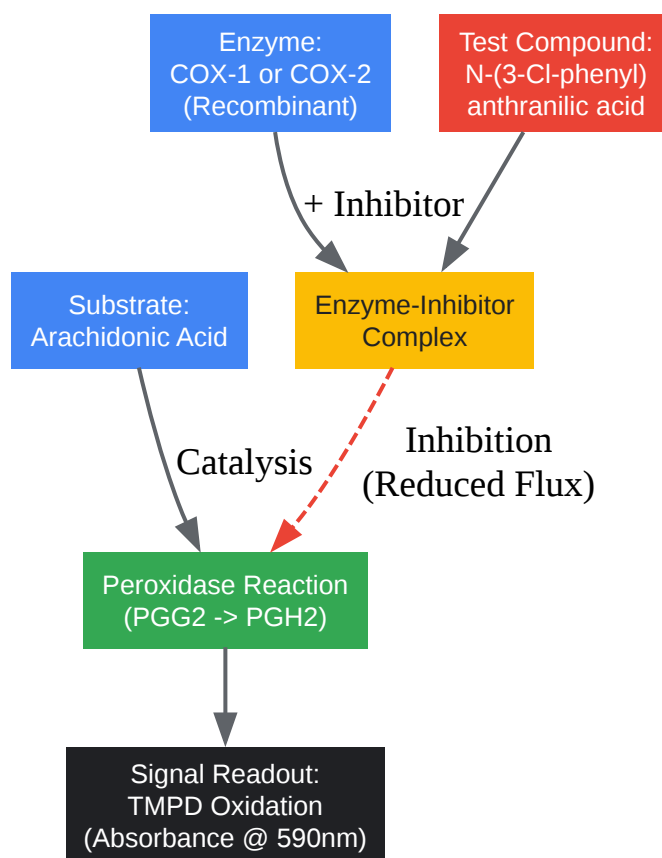 Enzyme:
COX-1 or COX-2
(Recombinant)
Test Compound:
N-(3-Cl-phenyl)
anthranilic acid
+ Inhibitor
Substrate:
Arachidonic Acid
Enzyme-Inhibitor
Complex
Catalysis
Inhibition
(Reduced Flux)
Peroxidase Reaction
(PGG2 -> PGH2)
Signal Readout:
TMPD Oxidation
(Absorbance @ 590nm)